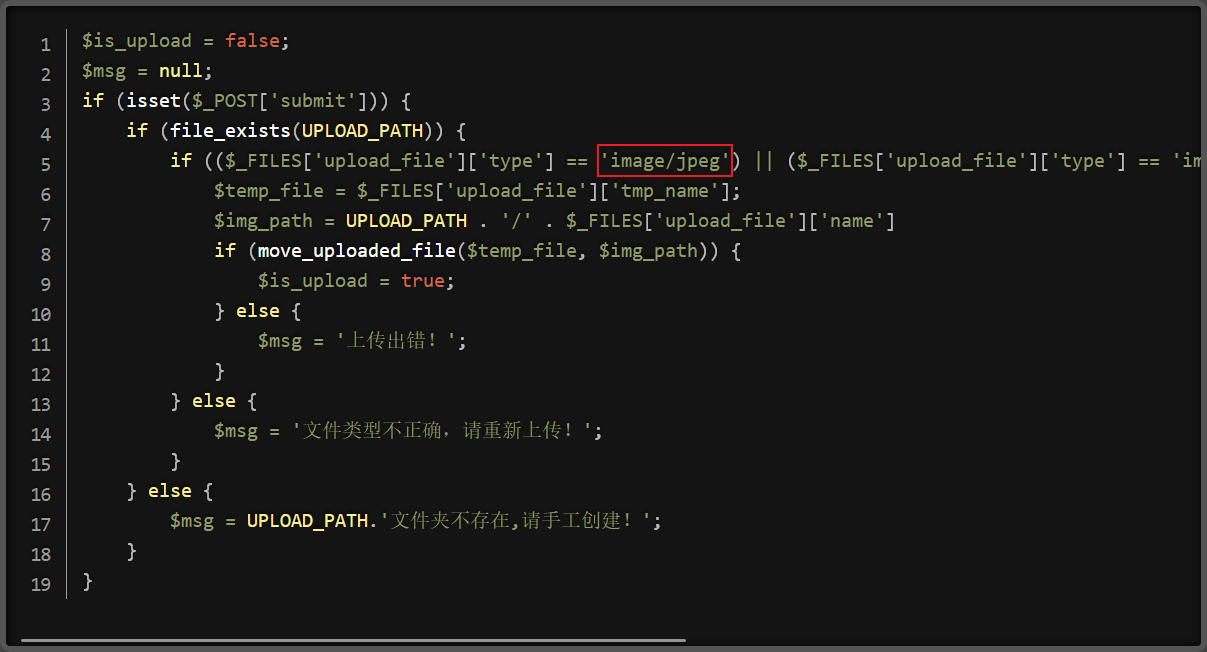 1 $is_upload = false;
2 $msg = null;
3 if (isset($_POST['submit'])) {
4     if (file_exists(UPLOAD_PATH)) {
5         if (($_FILES['upload_file']['type'] == 'image/jpeg') || ($_FILES['upload_file']['type'] == 'im
6             $temp_file = $_FILES['upload_file']['tmp_name'];
7             $img_path = UPLOAD_PATH . '/' . $_FILES['upload_file']['name']
8             if (move_uploaded_file($temp_file, $img_path)) {
9                 $is_upload = true;
10             } else {
11                 $msg = '上传出错！';
12             }
13         } else {
14             $msg = '文件类型不正确，请重新上传！';
15         }
16     } else {
17         $msg = UPLOAD_PATH.'文件夹不存在,请手工创建！';
18     }
19 }